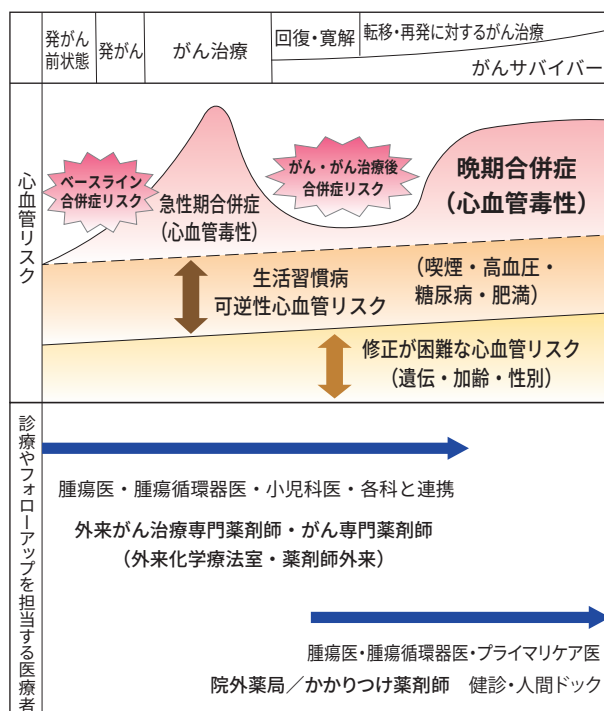 発がん
前状態
発がん
がん治療
回復・寛解
転移・再発に対するがん治療
がんサバイバー
心血管リスク
ベースライン
合併症リスク
急性期合併症
(心血管毒性)
がん・がん治療後
合併症リスク
晩期合併症
(心血管毒性)
生活習慣病
可逆性心血管リスク
(喫煙・高血圧・
糖尿病・肥満)
修正が困難な心血管リスク
(遺伝・加齢・性別)
診療やフォローアップを担当する医療者
腫瘍医・腫瘍循環器医・小児科医・各科と連携
外来がん治療専門薬剤師・がん専門薬剤師
(外来化学療法室・薬剤師外来)
腫瘍医・腫瘍循環器医・プライマリケア医
院外薬局／かかりつけ薬剤師 健診・人間ドック